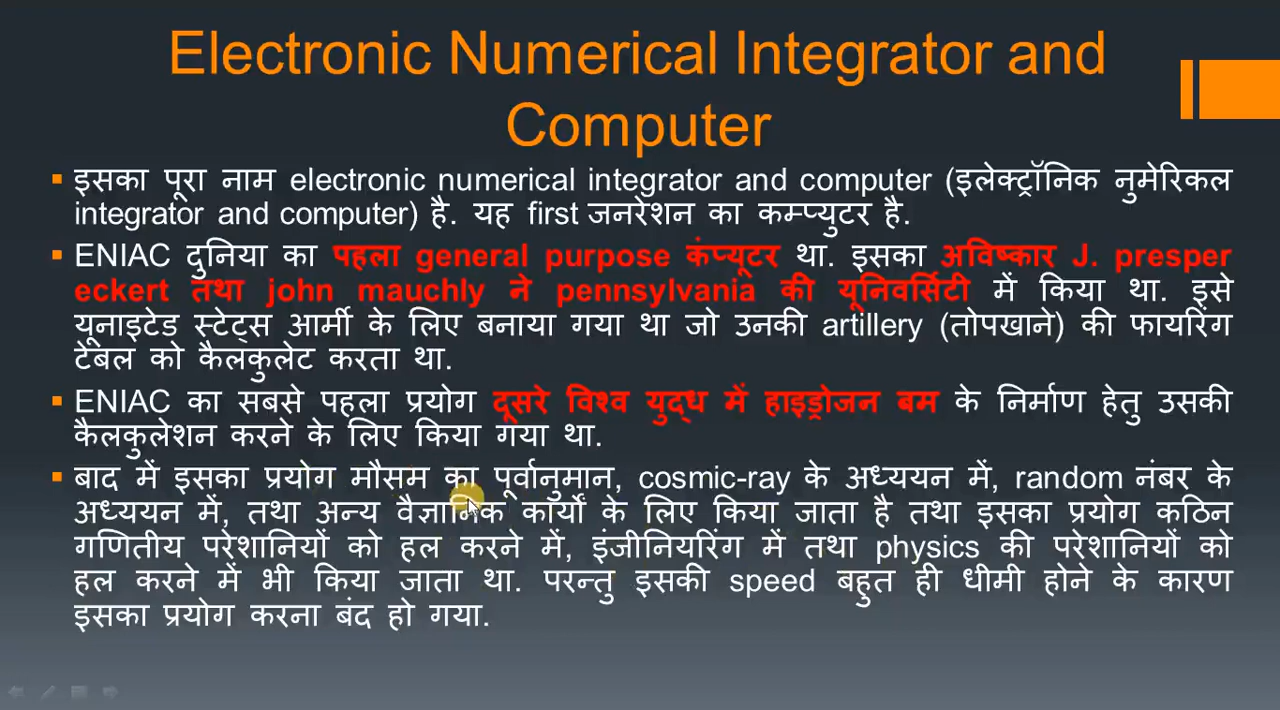 Electronic Numerical Integrator and
Computer
इसका पूरा नाम electronic numerical integrator and computer (इलेक्ट्रॉनिक नुमेरिकल
integrator and computer) है. यह first जनरेशन का कम्प्युटर है.
ENIAC दुनिया का पहला general purpose कंप्यूटर था. इसका अविष्कार J. presper
eckert तथा john mauchly ने pennsylvania की यूनिवर्सिटी में किया था. इसे
यूनाइटेड स्टेट्स आर्मी के लिए बनाया गया था जो उनकी artillery (तोपखाने) की फायरिंग
टेबल को कैलकुलेट करता था.
ENIAC का सबसे पहला प्रयोग दूसरे विश्व युद्ध में हाइड्रोजन बम के निर्माण हेतु उसकी
कैलकुलेशन करने के लिए किया गया था.
बाद में इसका प्रयोग मौसम का पूर्वानुमान, cosmic-ray के अध्ययन में, random नंबर के
अध्ययन में, तथा अन्य वैज्ञानिक कार्यों के लिए किया जाता है तथा इसका प्रयोग कठिन
गणितीय परेशानियों को हल करने में, इंजीनियरिंग में तथा physics की परेशानियों को
हल करने में भी किया जाता था. परन्तु इसकी speed बहुत ही धीमी होने के कारण
इसका प्रयोग करना बंद हो गया.